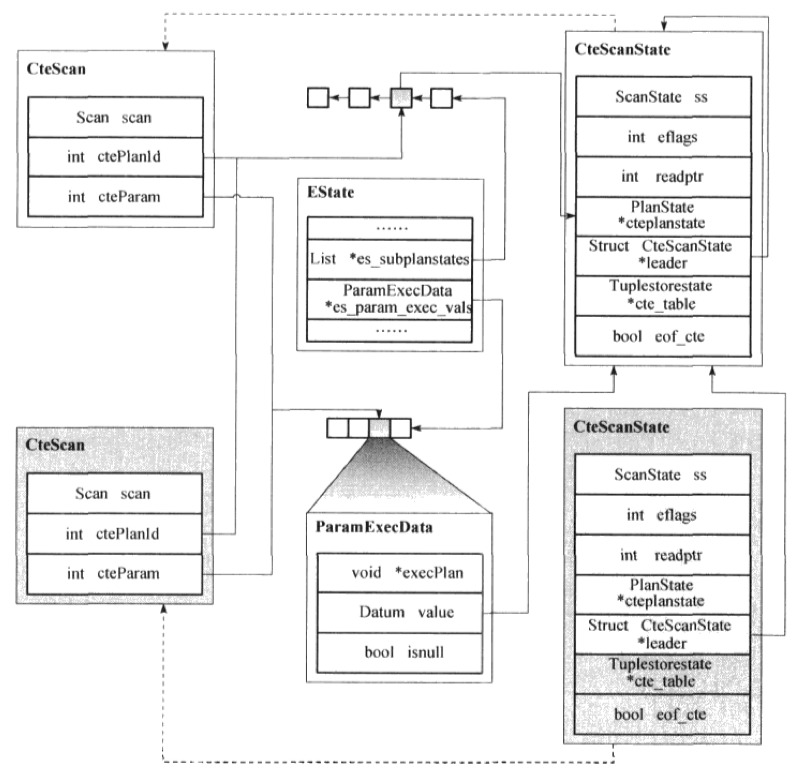 CteScan
Scan scan
int ctePlanId
int cteParam
EState
......
List *es_subplanstates
ParamExecData
*es_param_exec_vals
......
CteScanState
ScanState ss
int eflags
int readptr
PlanState
*cteplanstate
Struct CteScanState
*leader
Tuplestorestate
*cte_table
bool eof_cte
CteScan
Scan scan
int ctePlanId
int cteParam
ParamExecData
void *execPlan
Datum value
bool isnull
CteScanState
ScanState ss
int eflags
int readptr
PlanState
*cteplanstate
Struct CteScanState
*leader
Tuplestorestate
*cte_table
bool eof_cte